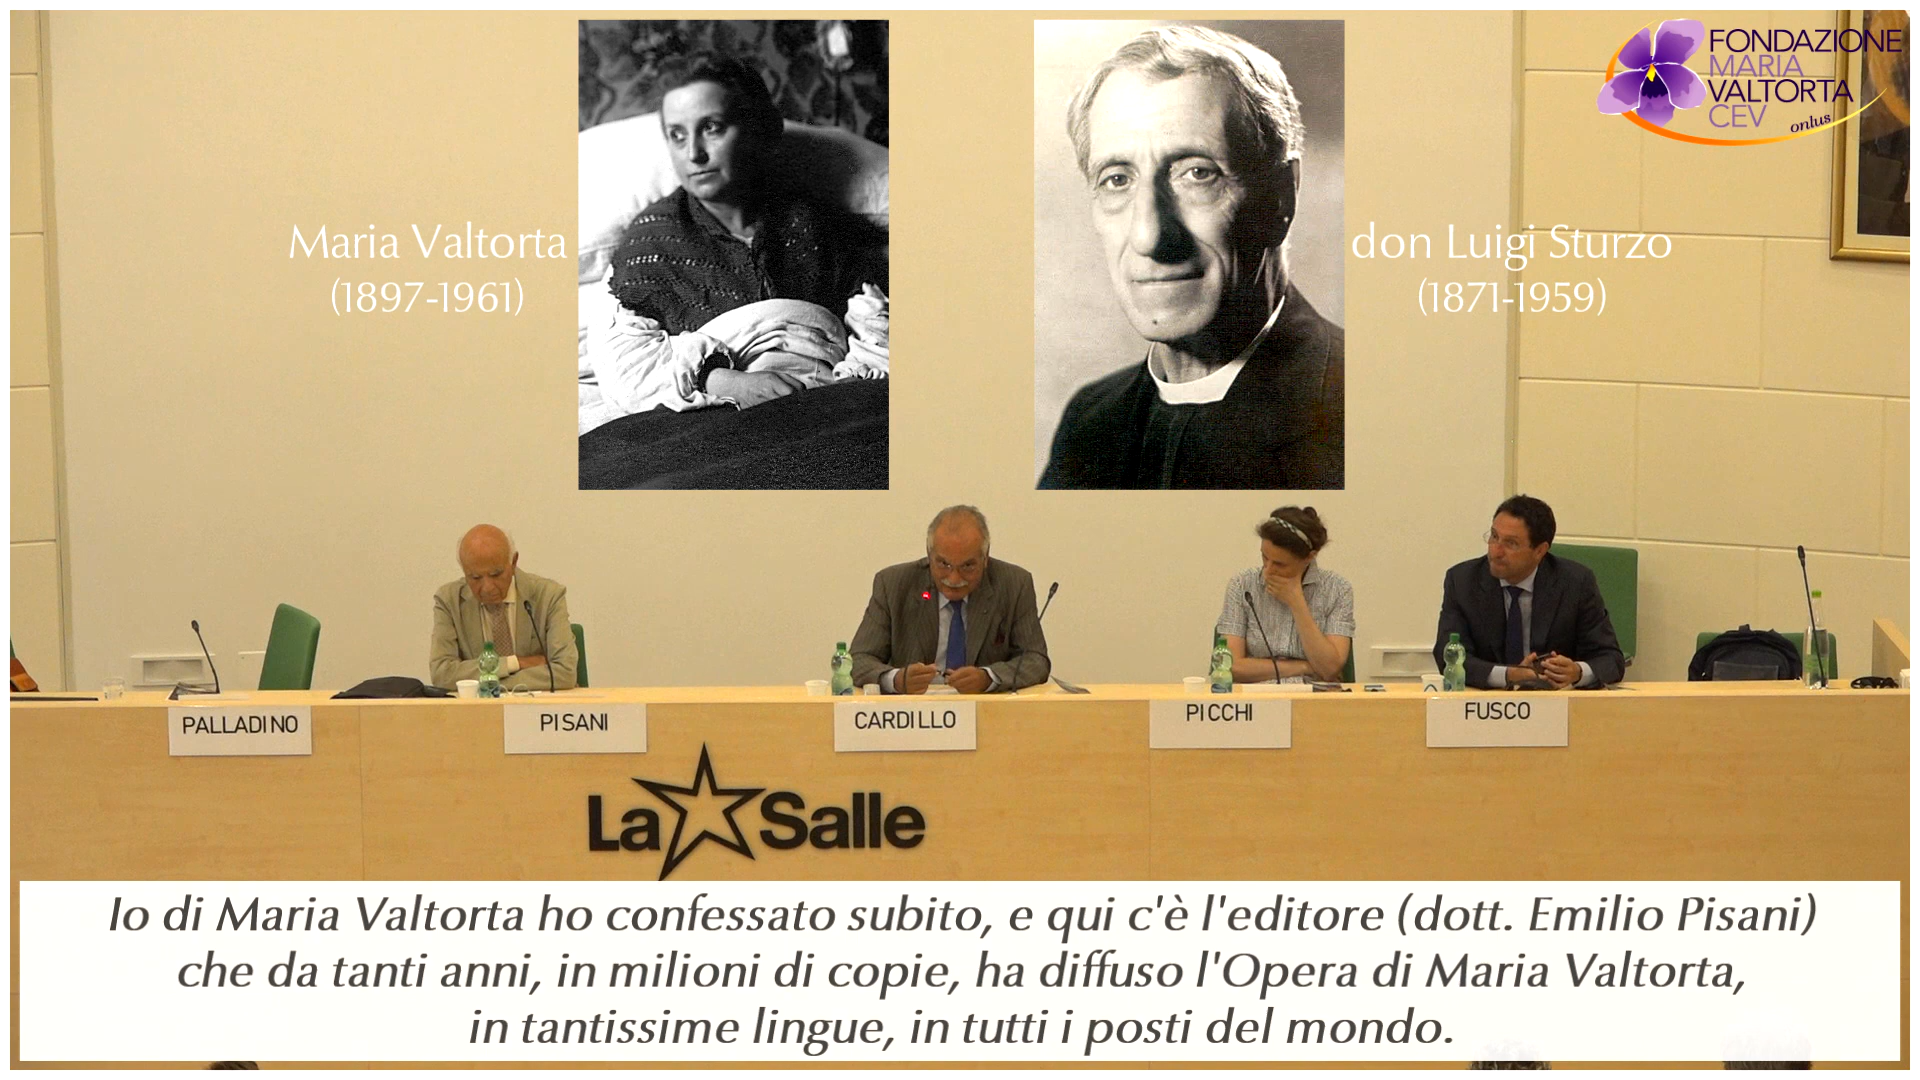 FONDAZIONE
MARIA
VALTORTA
CEV onlus
Maria Valtorta
(1897-1961)
don Luigi Sturzo
(1871-1959)
PALLADINO
PISANI
CARDILLO
PICCHI
FUSCO
La Salle
Io di Maria Valtorta ho confessato subito, e qui c'è l'editore (dott. Emilio Pisani)
che da tanti anni, in milioni di copie, ha diffuso l'Opera di Maria Valtorta,
in tantissime lingue, in tutti i posti del mondo.